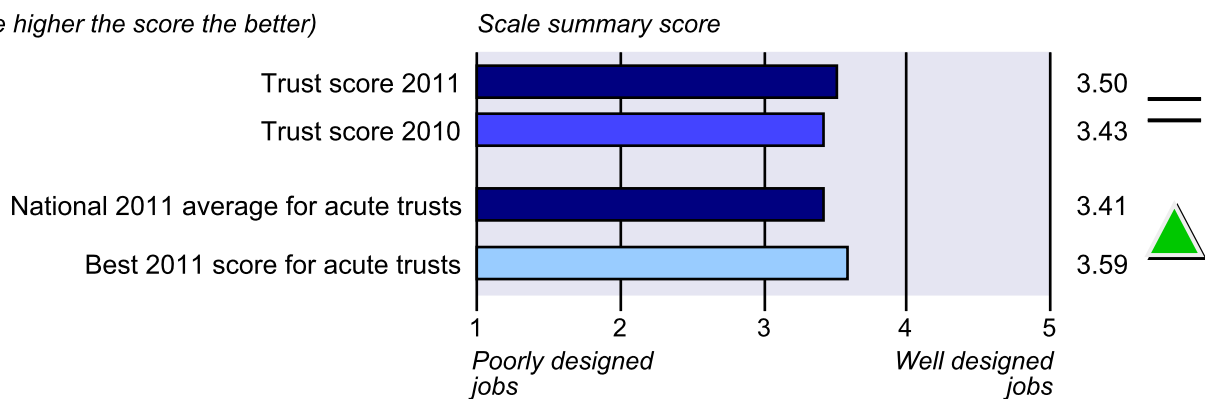 higher the score the better)
Scale summary score
Trust score 2011
3.50
Trust score 2010
3.43
National 2011 average for acute trusts
3.41
Best 2011 score for acute trusts
3.59
1 2 3 4 5
Poorly designed
jobs
Well designed
jobs